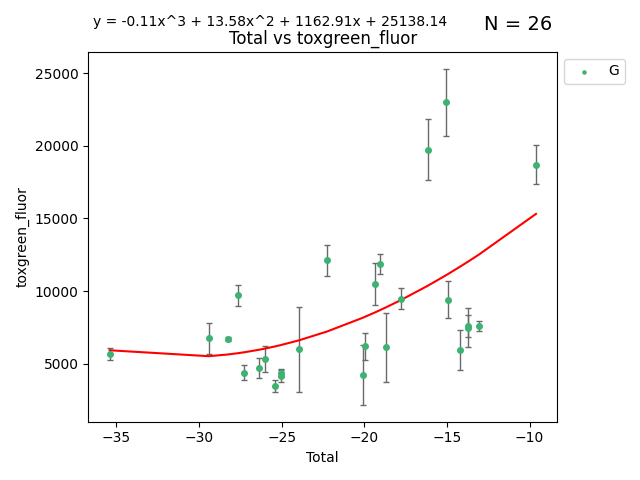 y = -0.11x^3 + 13.58x^2 + 1162.91x + 25138.14
N = 26
Total vs toxgreen_fluor
G
25000
20000
15000
10000
5000
toxgreen_fluor
−35
−30
−25
−20
−15
−10
Total